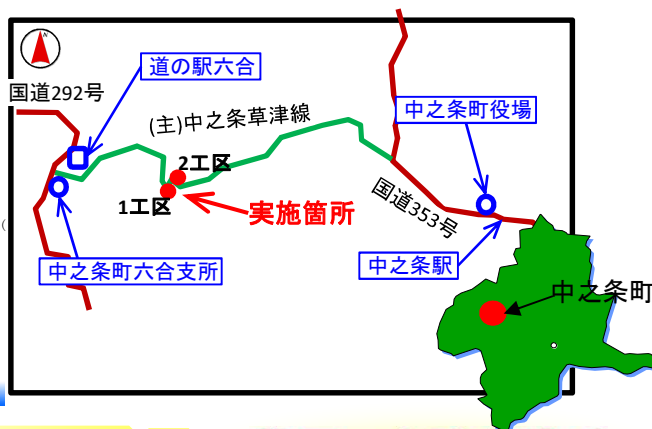 道の駅六合
国道292号
(主)中之条草津線
中之条町役場
2工区
1工区
実施箇所
国道353号
中之条町六合支所
中之条駅
中之条町